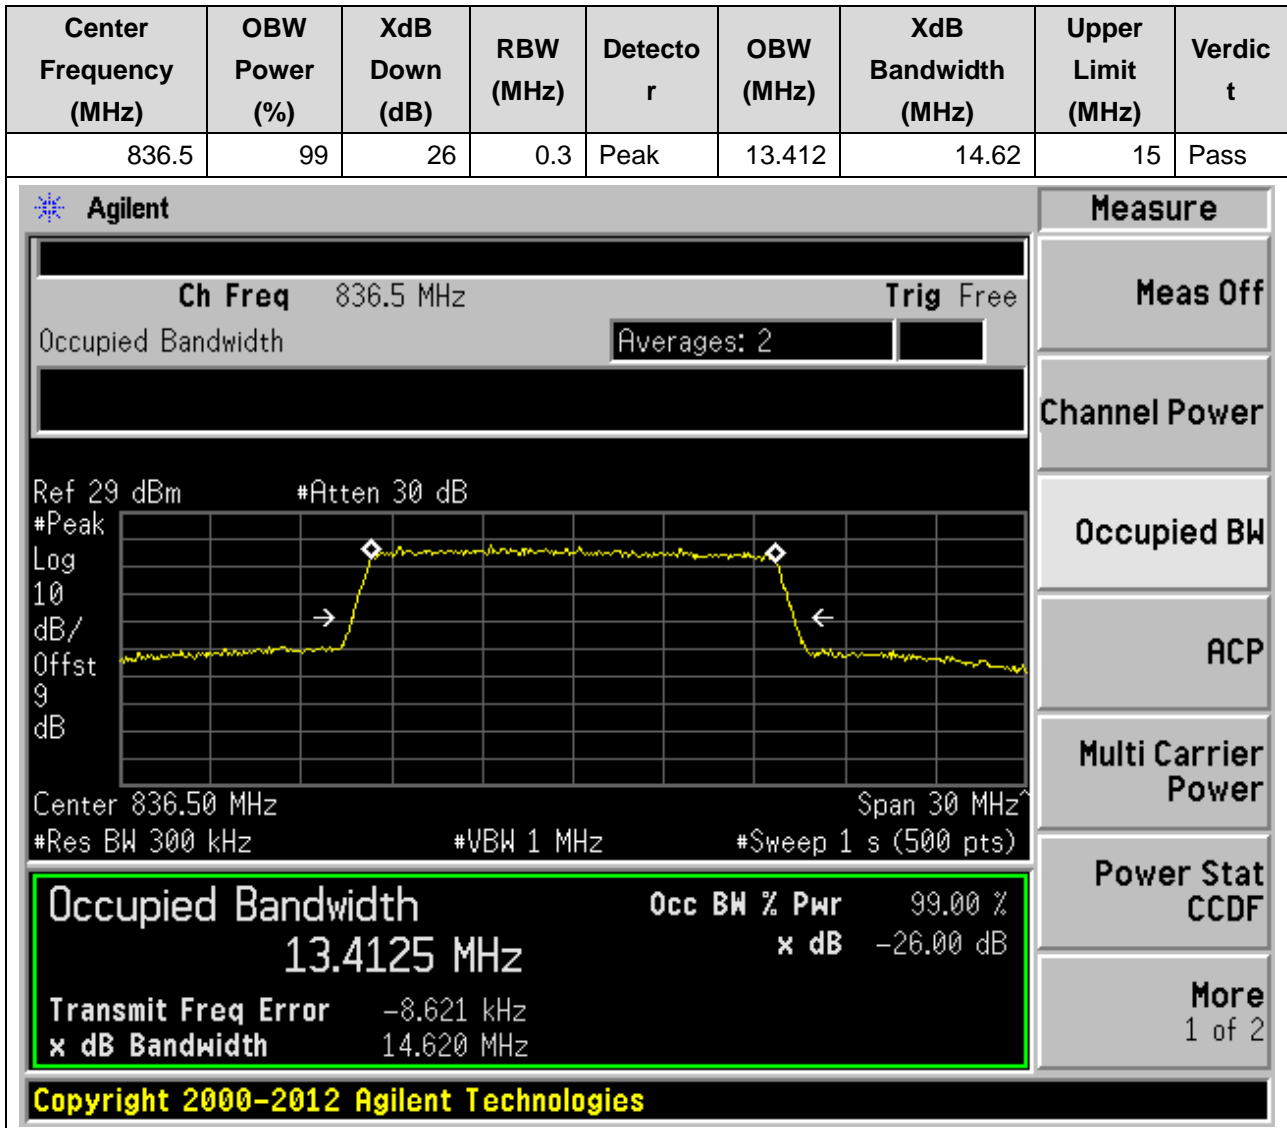 Center Frequency (MHz) OBW Power (%) XdB Down (dB) RBW (MHz) Detecto r OBW (MHz) XdB Bandwidth (MHz) Upper Limit (MHz) Verdic t
836.5 99 26 0.3 Peak 13.412 14.62 15 Pass
Agilent
Measure
Ch Freq 836.5 MHz Trig Free
Occupied Bandwidth Averages: 2
Meas Off
Channel Power
Occupied BW
ACP
Multi Carrier
Power
Power Stat
CCDF
More
1 of 2
Ref 29 dBm #Atten 30 dB
#Peak
Log
10
dB/
Offst
9
dB
Center 836.50 MHz Span 30 MHz^
#Res BW 300 kHz #VBW 1 MHz #Sweep 1 s (500 pts)
Occupied Bandwidth Occ BW % Pwr 99.00 %
13.4125 MHz x dB -26.00 dB
Transmit Freq Error -8.621 kHz
x dB Bandwidth 14.620 MHz
Copyright 2000-2012 Agilent Technologies